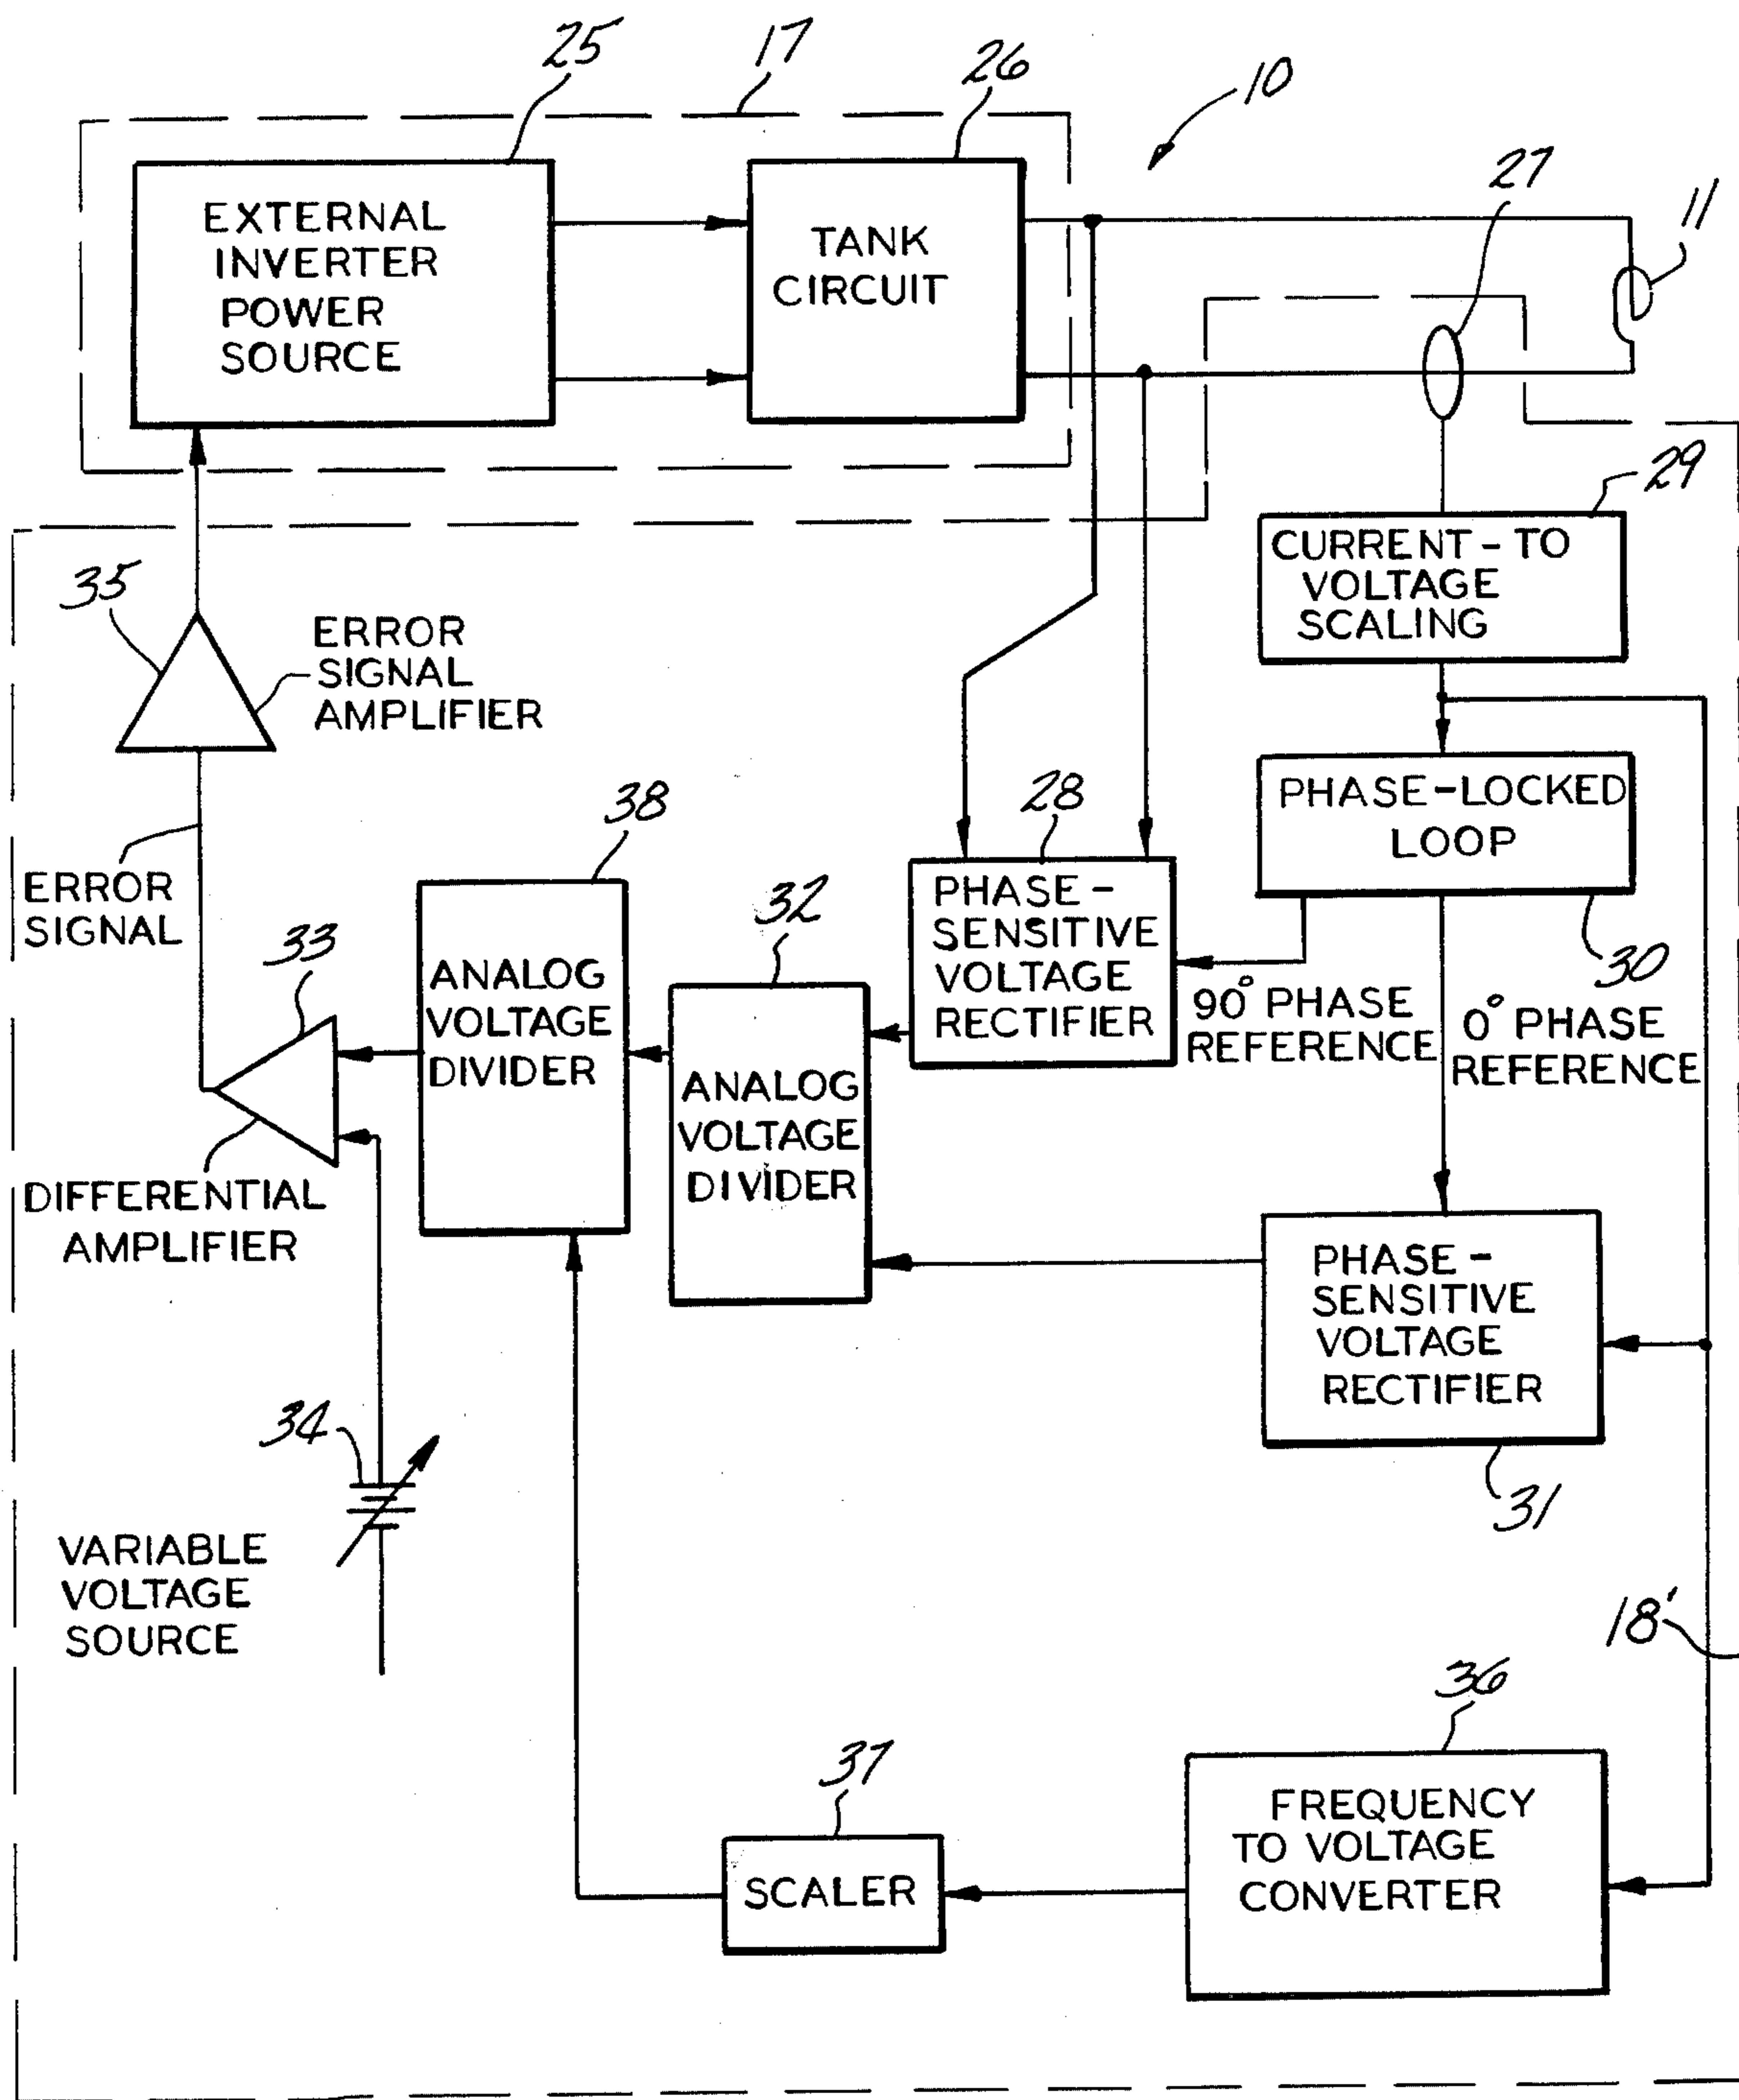 25
17
26
10
27
11
EXTERNAL
INVERTER
POWER
SOURCE
TANK
CIRCUIT
29
CURRENT-TO
VOLTAGE
SCALING
35
ERROR
SIGNAL
AMPLIFIER
PHASE-LOCKED
LOOP
30
28
PHASE-
SENSITIVE
VOLTAGE
RECTIFIER
90° PHASE
REFERENCE
0° PHASE
REFERENCE
38
ANALOG
VOLTAGE
DIVIDER
32
ANALOG
VOLTAGE
DIVIDER
ERROR
SIGNAL
33
DIFFERENTIAL
AMPLIFIER
PHASE-
SENSITIVE
VOLTAGE
RECTIFIER
31
34
VARIABLE
VOLTAGE
SOURCE
18'
36
FREQUENCY
TO VOLTAGE
CONVERTER
37
SCALER